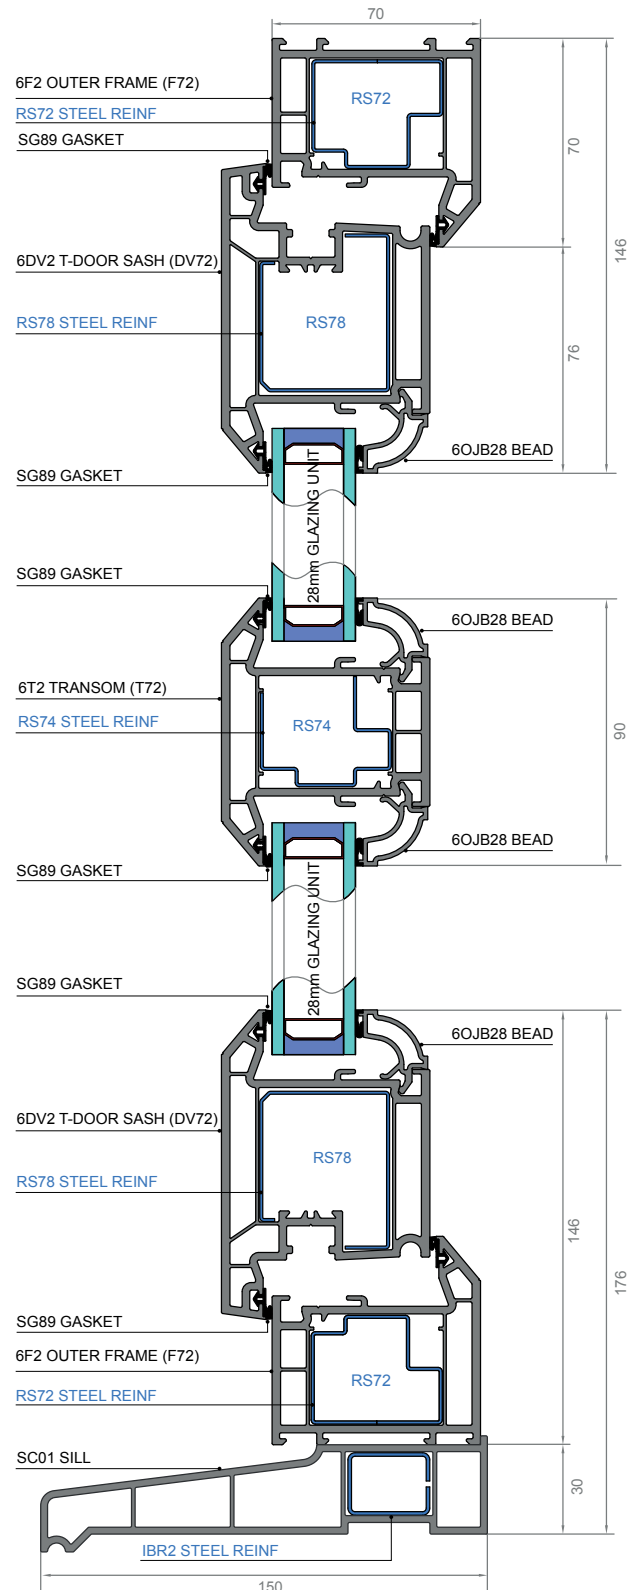 70
6F2 OUTER FRAME (F72)
RS72
RS72 STEEL REINF
SG89 GASKET
70
146
6DV2 T-DOOR SASH (DV72)
RS78 STEEL REINF
RS78
76
6OJB28 BEAD
SG89 GASKET
28mm GLAZING UNIT
SG89 GASKET
6OJB28 BEAD
6T2 TRANSOM (T72)
RS74 STEEL REINF
RS74
90
6OJB28 BEAD
SG89 GASKET
28mm GLAZING UNIT
SG89 GASKET
6OJB28 BEAD
6DV2 T-DOOR SASH (DV72)
RS78
RS78 STEEL REINF
146
176
SG89 GASKET
6F2 OUTER FRAME (F72)
RS72
RS72 STEEL REINF
SC01 SILL
30
IBR2 STEEL REINF
150